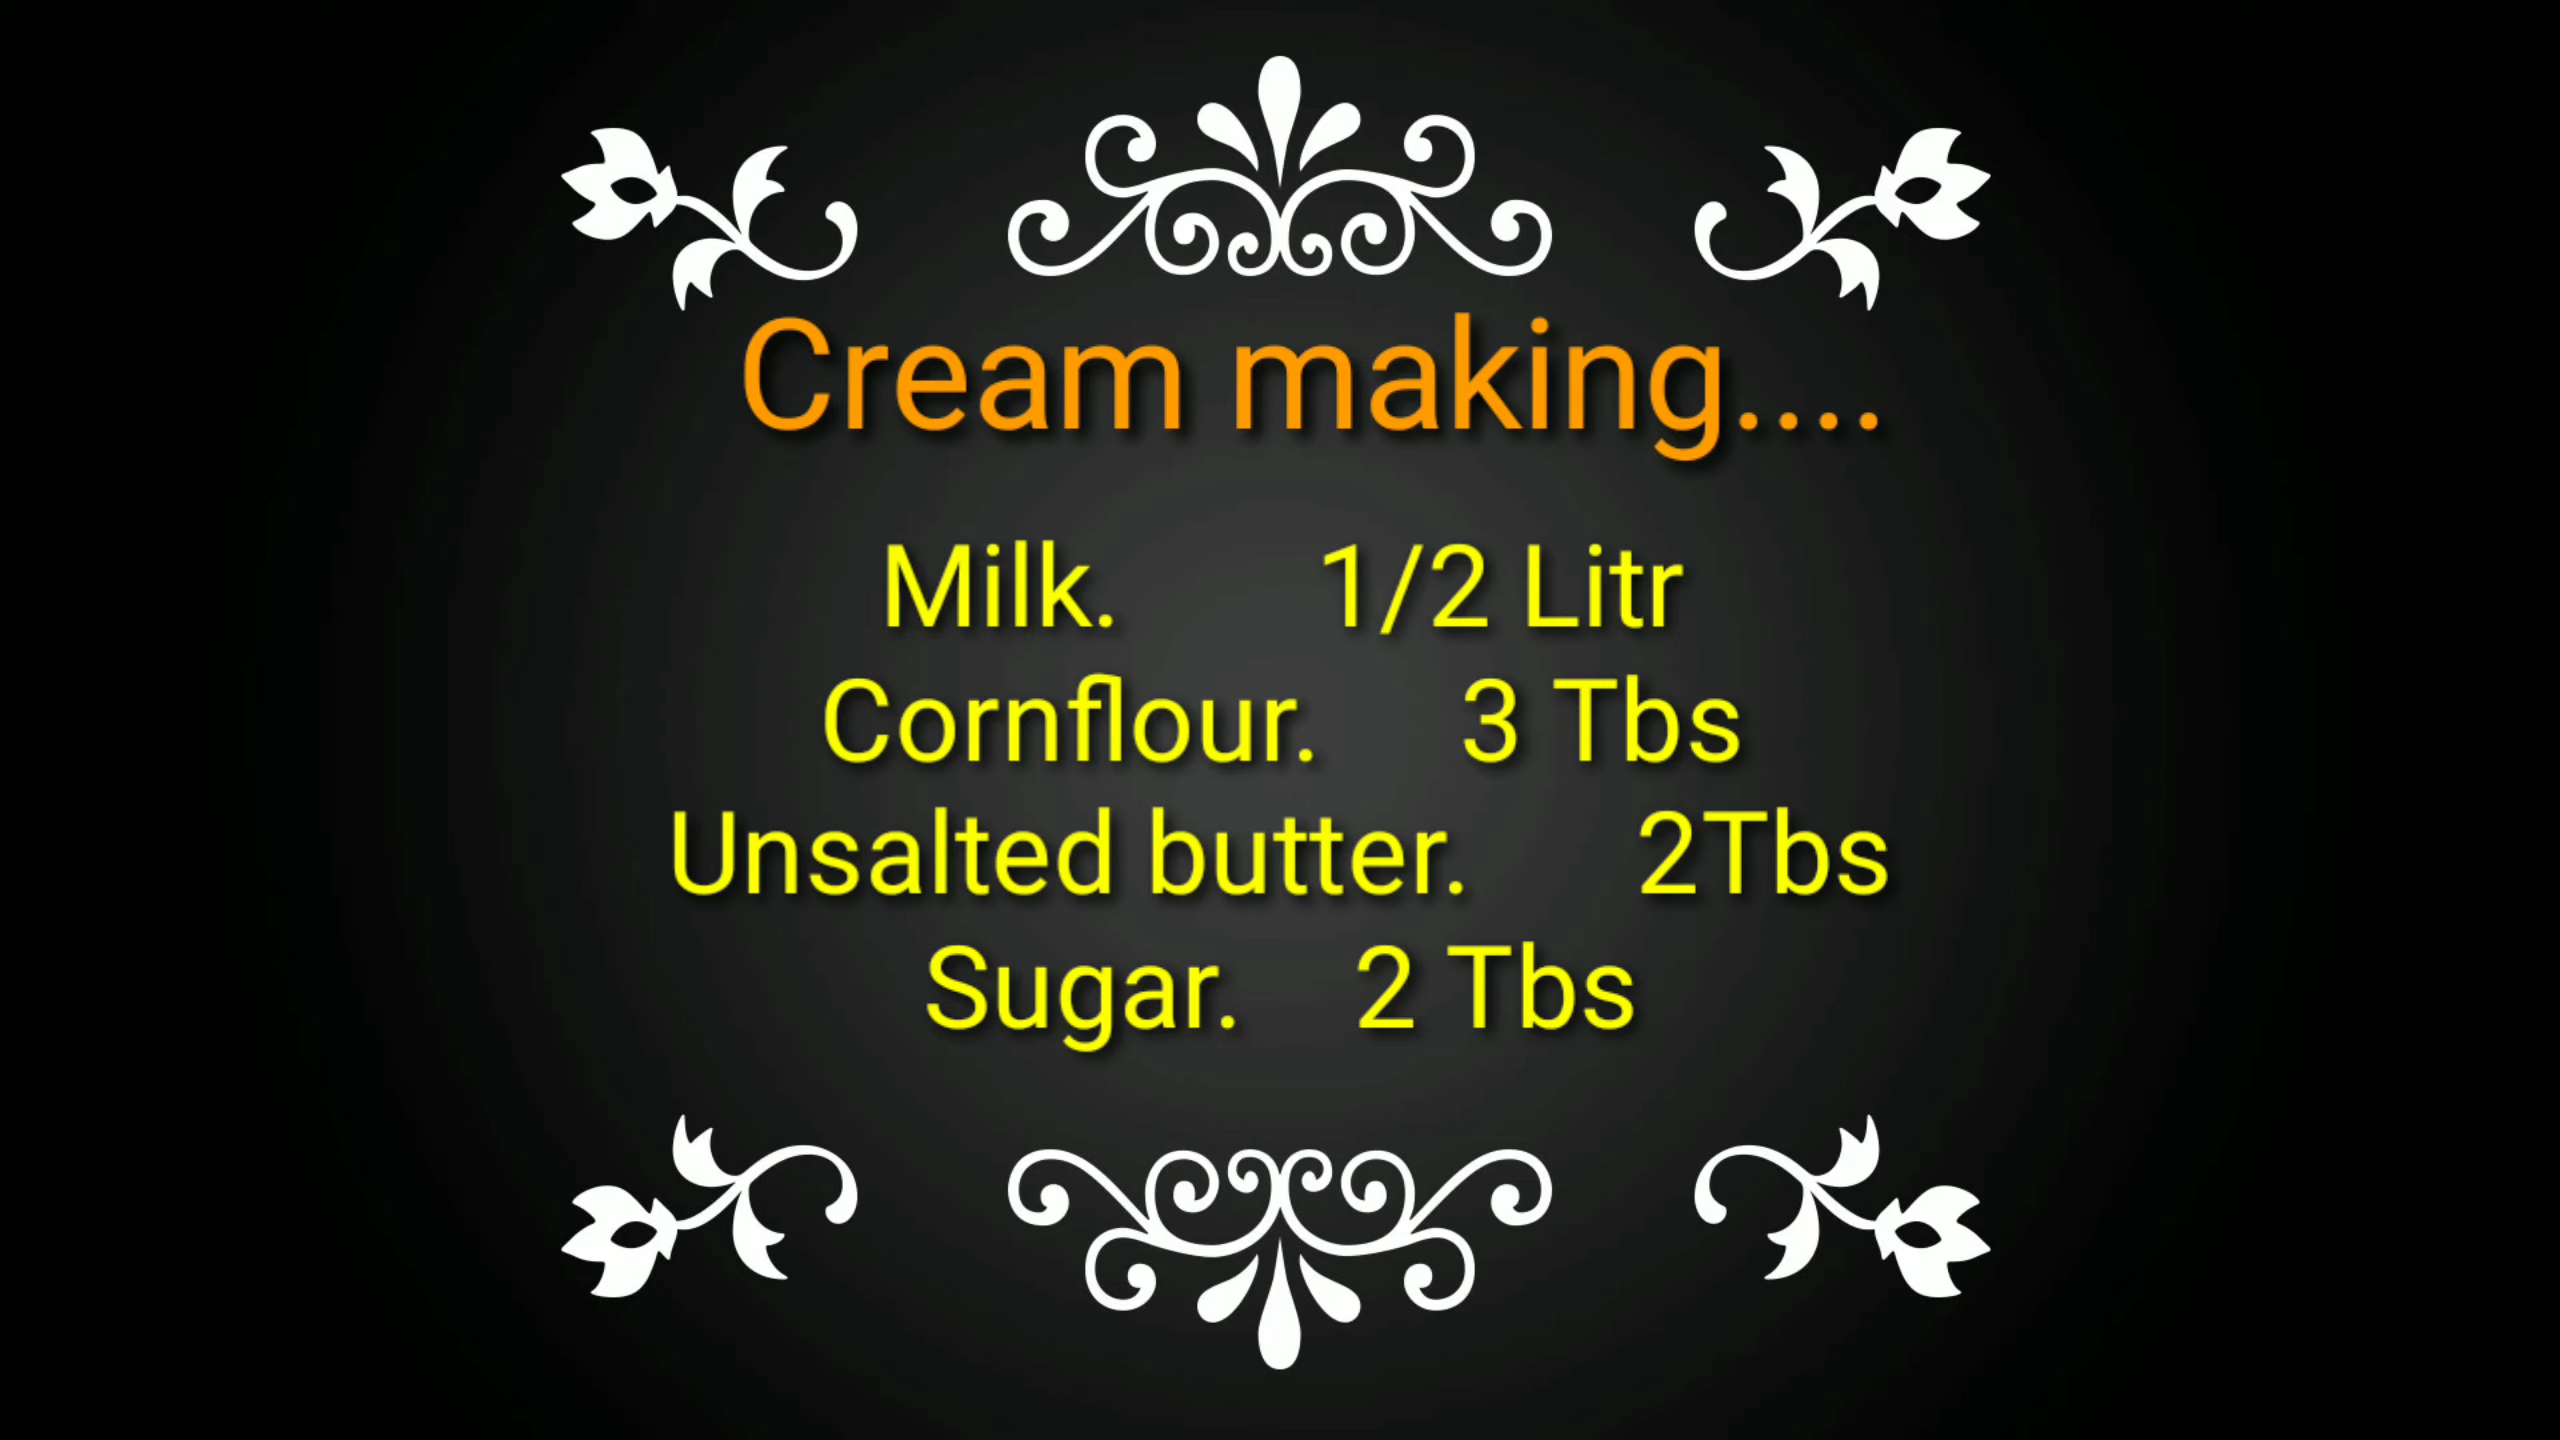 Cream making....
Milk. 1/2 Litr
Cornflour. 3 Tbs
Unsalted butter. 2Tbs
Sugar. 2 Tbs